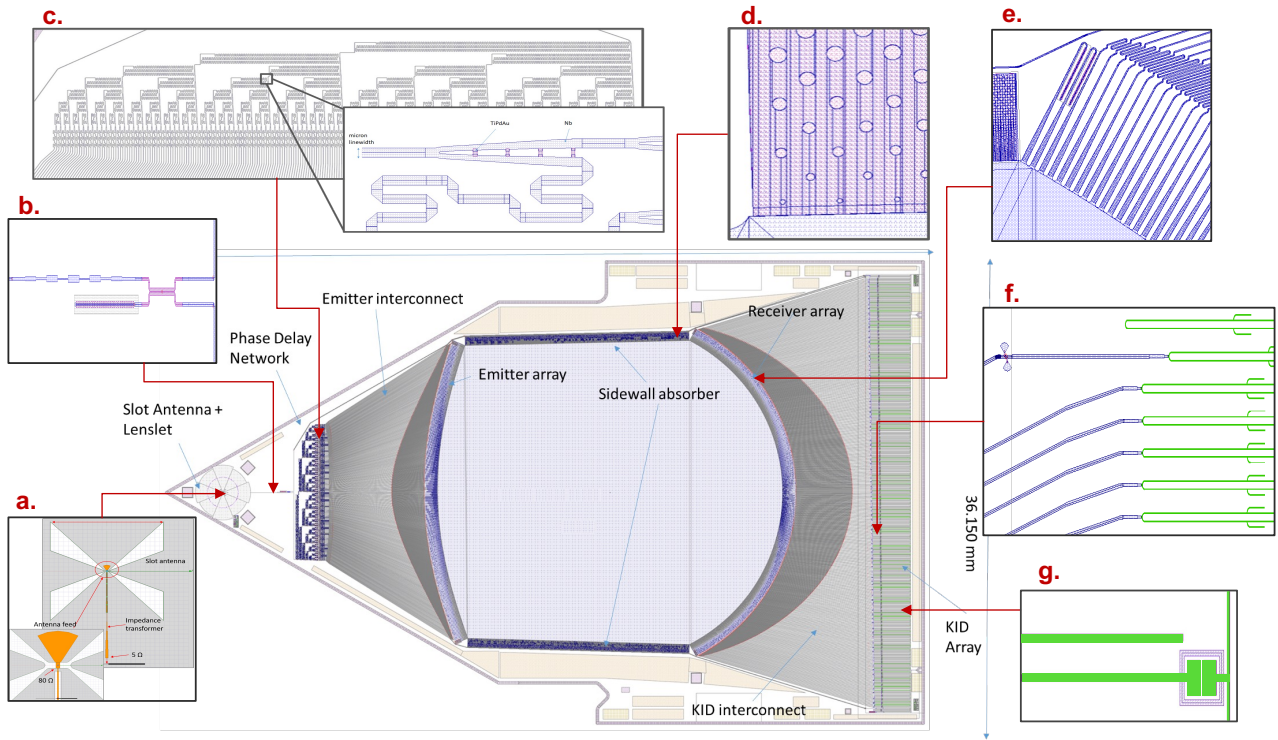 c.
d.
e.
TiPdAu
Nb
micron
linewidth
b.
Emitter interconnect
Phase Delay
Network
Receiver array
Emitter array
Sidewall absorber
Slot Antenna +
Lenslet
f.
a.
Slot antenna
Antenna feed
Impedance
transformer
5 Ω
80 Ω
36.150 mm
g.
KID
Array
KID interconnect